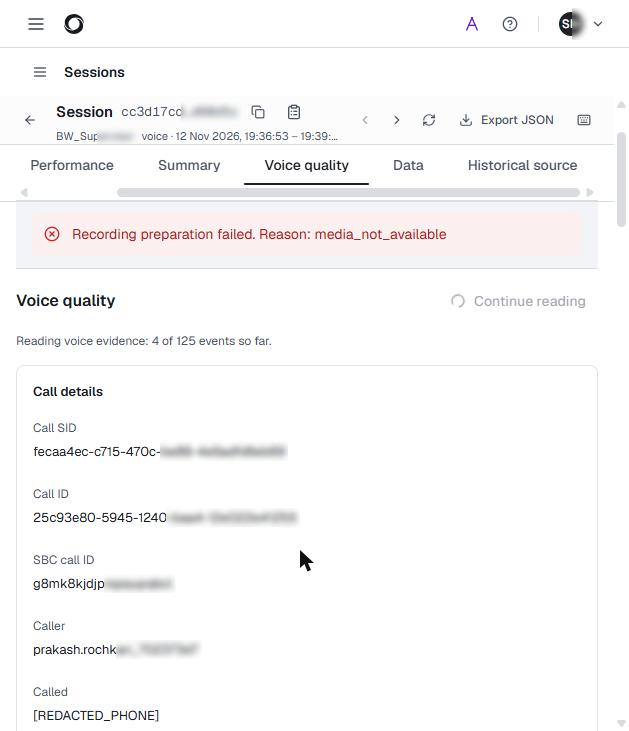 Sessions
Session cc3d17cd
BW_Sup voice · 12 Nov 2026, 19:36:53 – 19:39:...
Export JSON
Performance Summary Voice quality Data Historical source
Recording preparation failed. Reason: media_not_available
Voice quality
Continue reading
Reading voice evidence: 4 of 125 events so far.
Call details
Call SID
fecaa4ec-c715-470c-
Call ID
25c93e80-5945-1240
SBC call ID
g8mk8kjdjp
Caller
prakash.rochk
Called
[REDACTED_PHONE]